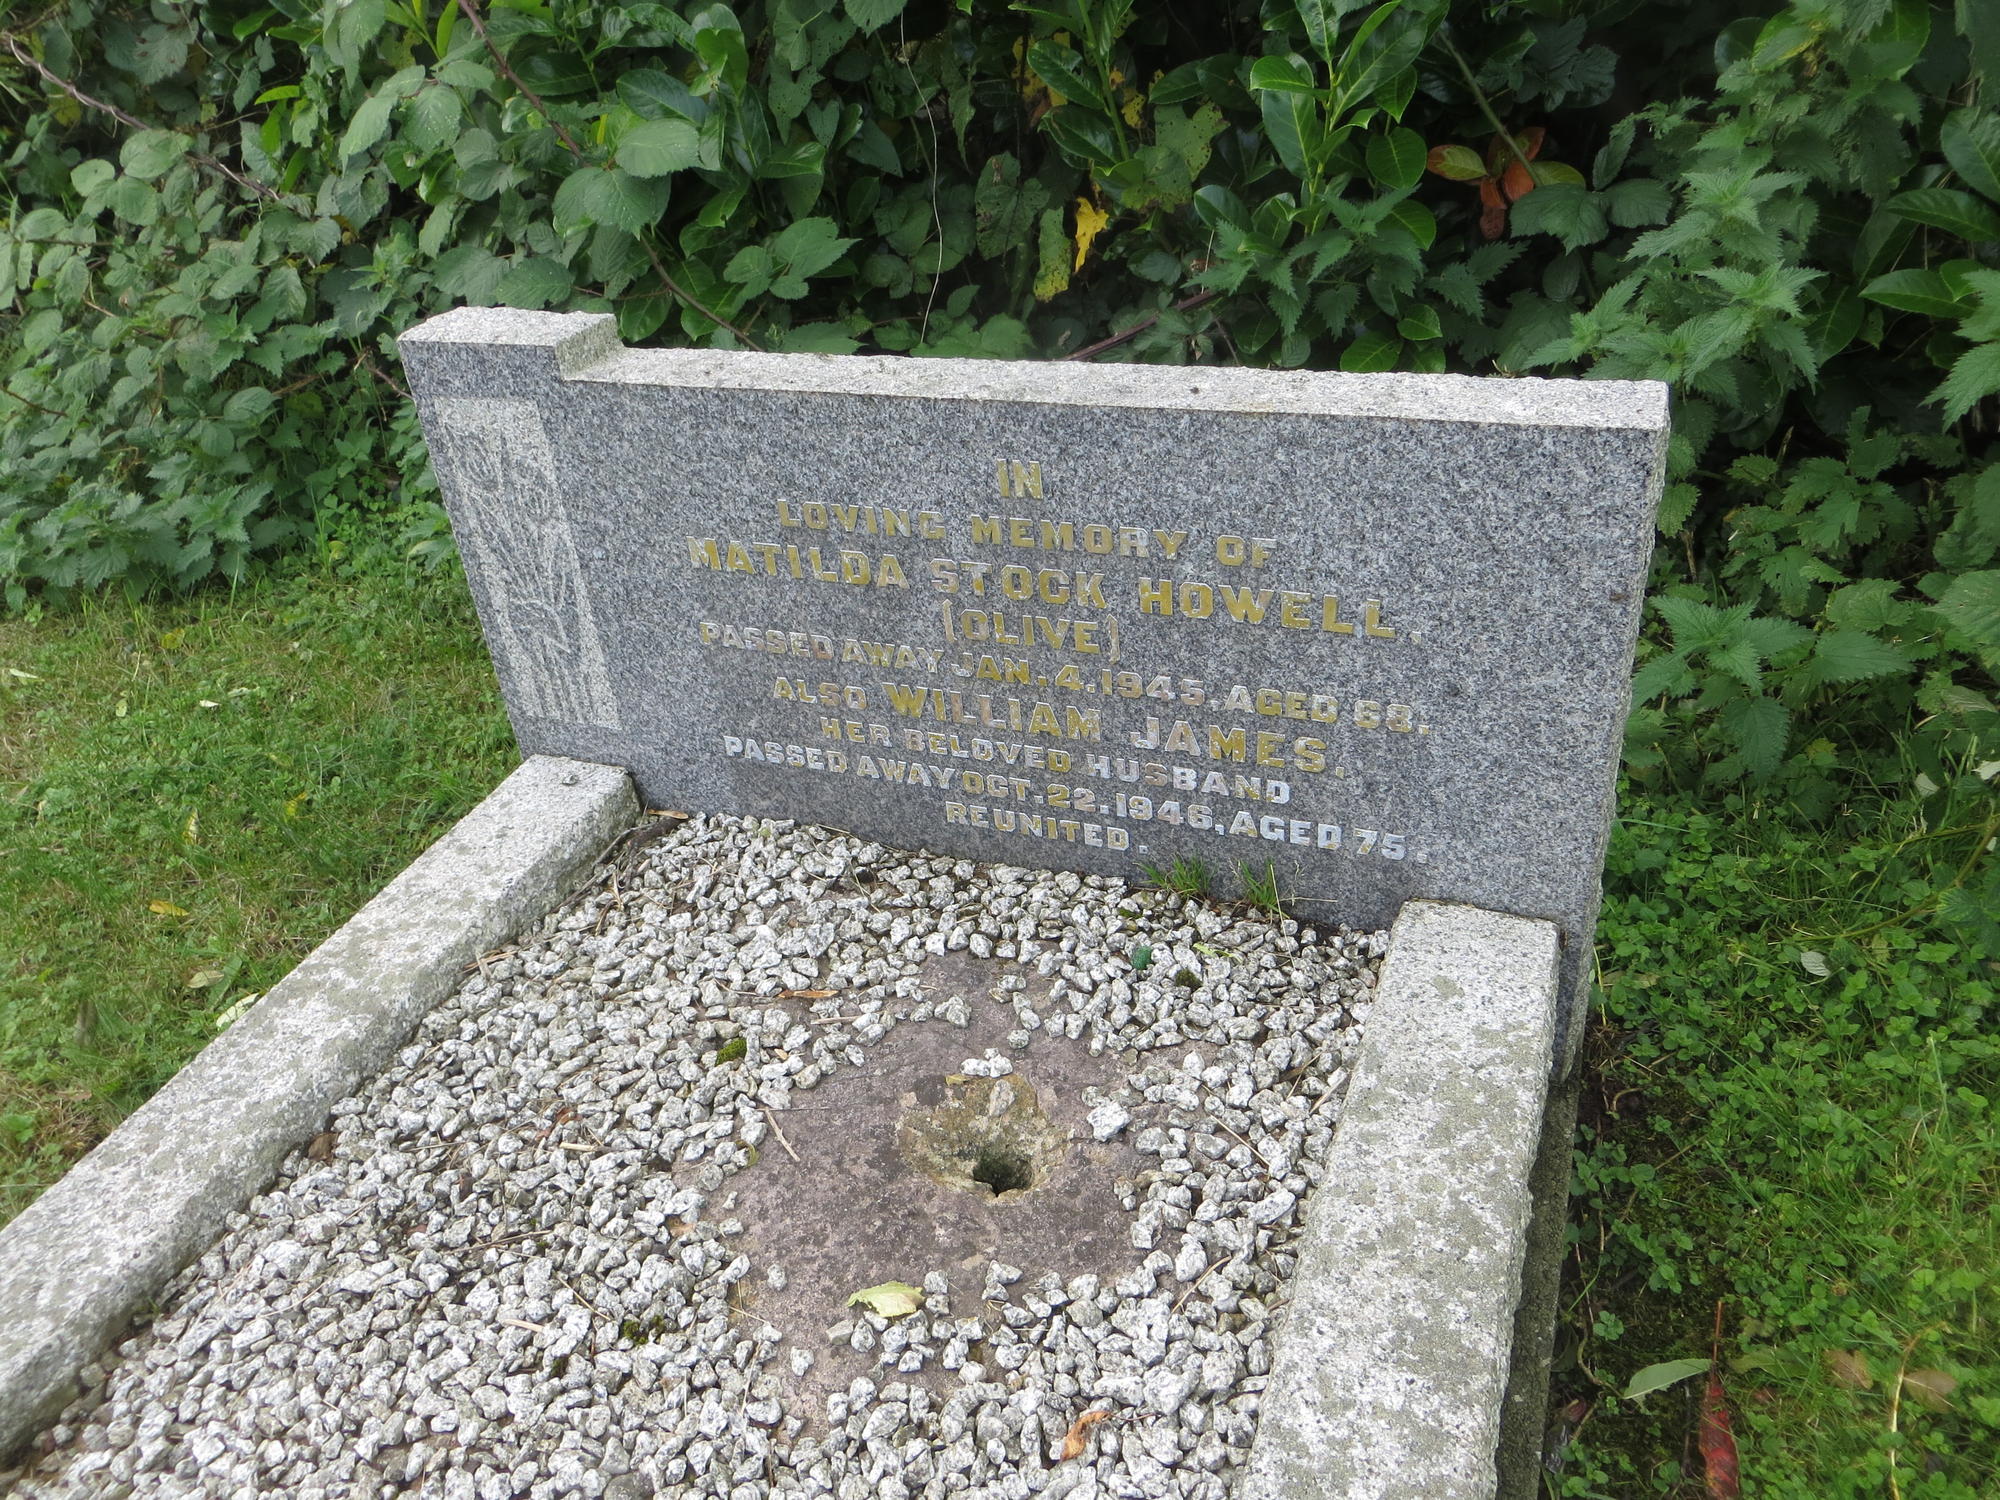 IN
LOVING MEMORY OF
MATILDA STOCK HOWELL,
(OLIVE)
PASSED AWAY JAN. 4. 1945, AGED 68.
ALSO WILLIAM JAMES,
HER BELOVED HUSBAND
PASSED AWAY OCT. 22. 1946, AGED 75.
REUNITED.